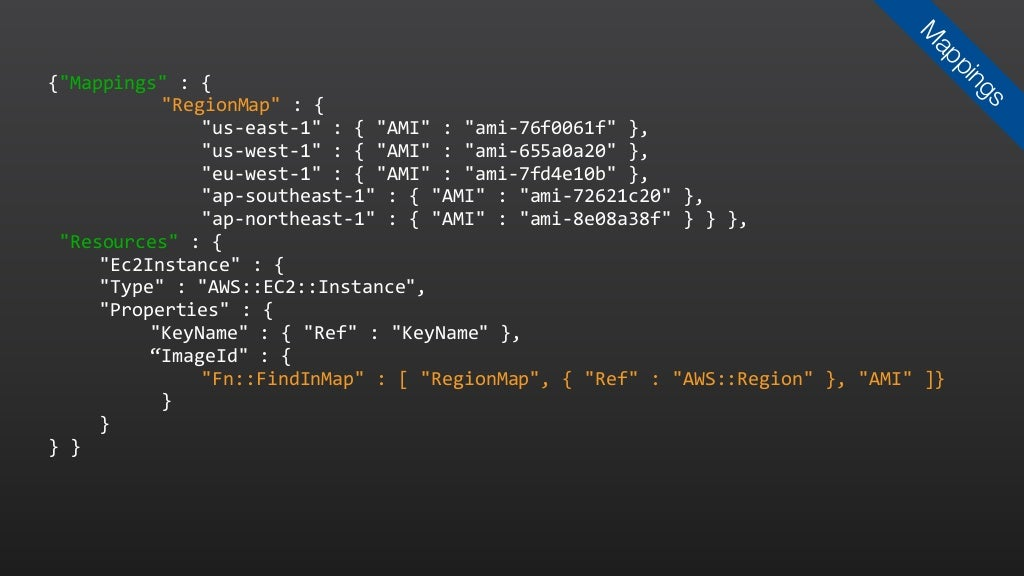 Mappings
{"Mappings" : {
"RegionMap" : {
"us-east-1" : { "AMI" : "ami-76f0061f" },
"us-west-1" : { "AMI" : "ami-655a0a20" },
"eu-west-1" : { "AMI" : "ami-7fd4e10b" },
"ap-southeast-1" : { "AMI" : "ami-72621c20" },
"ap-northeast-1" : { "AMI" : "ami-8e08a38f" } } },
"Resources" : {
"Ec2Instance" : {
"Type" : "AWS::EC2::Instance",
"Properties" : {
"KeyName" : { "Ref" : "KeyName" },
“ImageId" : {
"Fn::FindInMap" : [ "RegionMap", { "Ref" : "AWS::Region" }, "AMI" ]}
}
}
} }